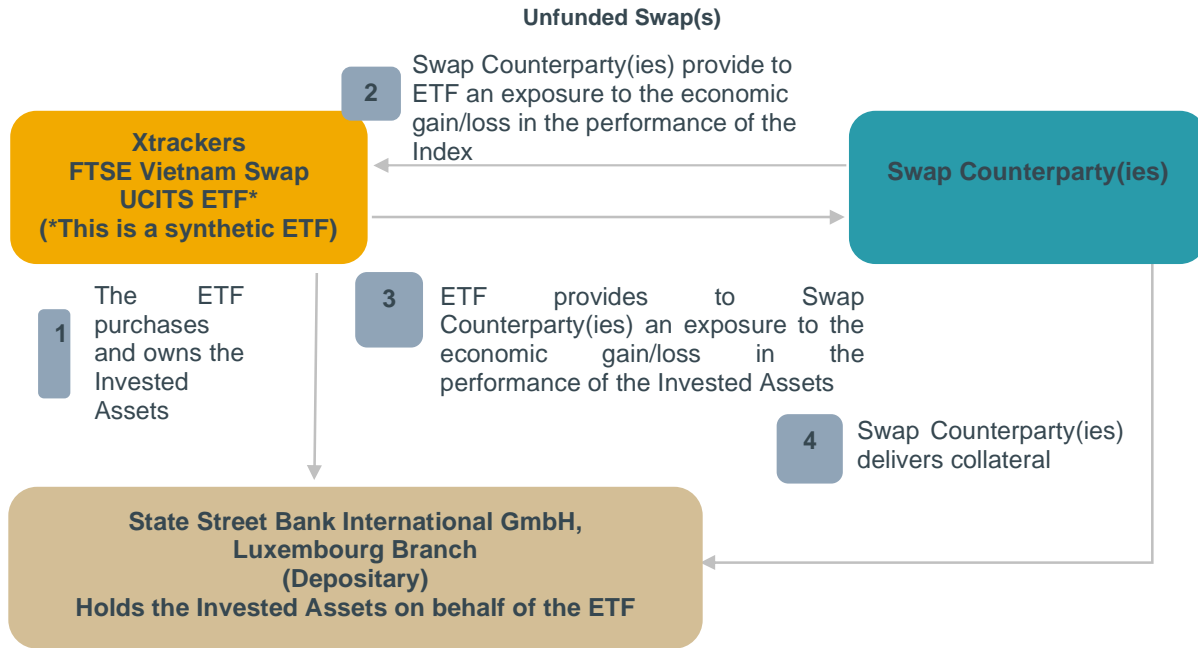 Unfunded Swap(s)
2
Swap Counterparty(ies) provide to
ETF an exposure to the economic
gain/loss in the performance of the
Index
Xtrackers
FTSE Vietnam Swap
UCITS ETF*
(*This is a synthetic ETF)
Swap Counterparty(ies)
1
The ETF
purchases
and owns the
Invested
Assets
3
ETF provides to Swap
Counterparty(ies) an exposure to the
economic gain/loss in the
performance of the Invested Assets
4
Swap Counterparty(ies)
delivers collateral
State Street Bank International GmbH,
Luxembourg Branch
(Depositary)
Holds the Invested Assets on behalf of the ETF